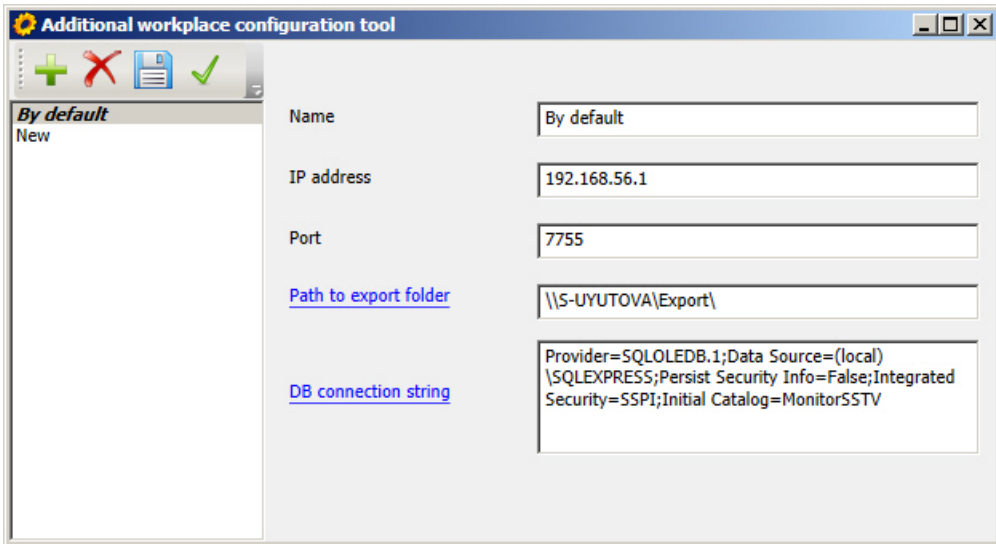 Additional workplace configuration tool
By default
New
Name
By default
IP address
192.168.56.1
Port
7755
Path to export folder
\\S-UYUTOVA\Export\
DB connection string
Provider=SQLOLEDB.1;Data Source=(local)
\SQLEXPRESS;Persist Security Info=False;Integrated
Security=SSPI;Initial Catalog=MonitorSSTV